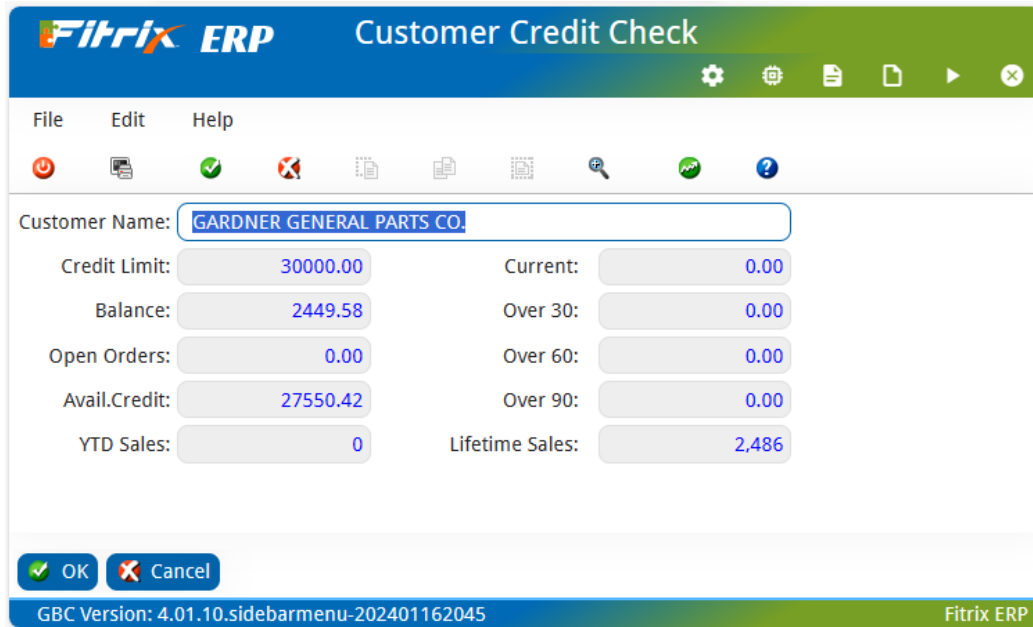 Fitrix ERP Customer Credit Check
File Edit Help
Customer Name: GARDNER GENERAL PARTS CO.
Credit Limit: 30000.00 Current: 0.00
Balance: 2449.58 Over 30: 0.00
Open Orders: 0.00 Over 60: 0.00
Avail.Credit: 27550.42 Over 90: 0.00
YTD Sales: 0 Lifetime Sales: 2,486
OK Cancel
GBC Version: 4.01.10.sidebarmenu-202401162045 Fitrix ERP